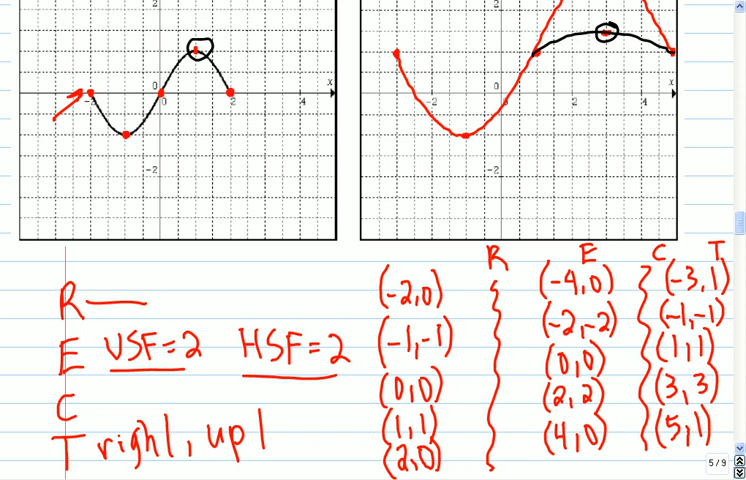 2
2
x
x
0
0
-2
2
4
-2
2
4
-2
-2
R E C T
R —
E VSF=2 HSF=2
C
T right 1, up 1
(-2,0) (-4,0) (-3,1)
(-1,-1) (-2,-2) (-1,-1)
(0,0) (0,0) (1,1)
(1,1) (2,2) (3,3)
(2,0) (4,0) (5,1)
5/9